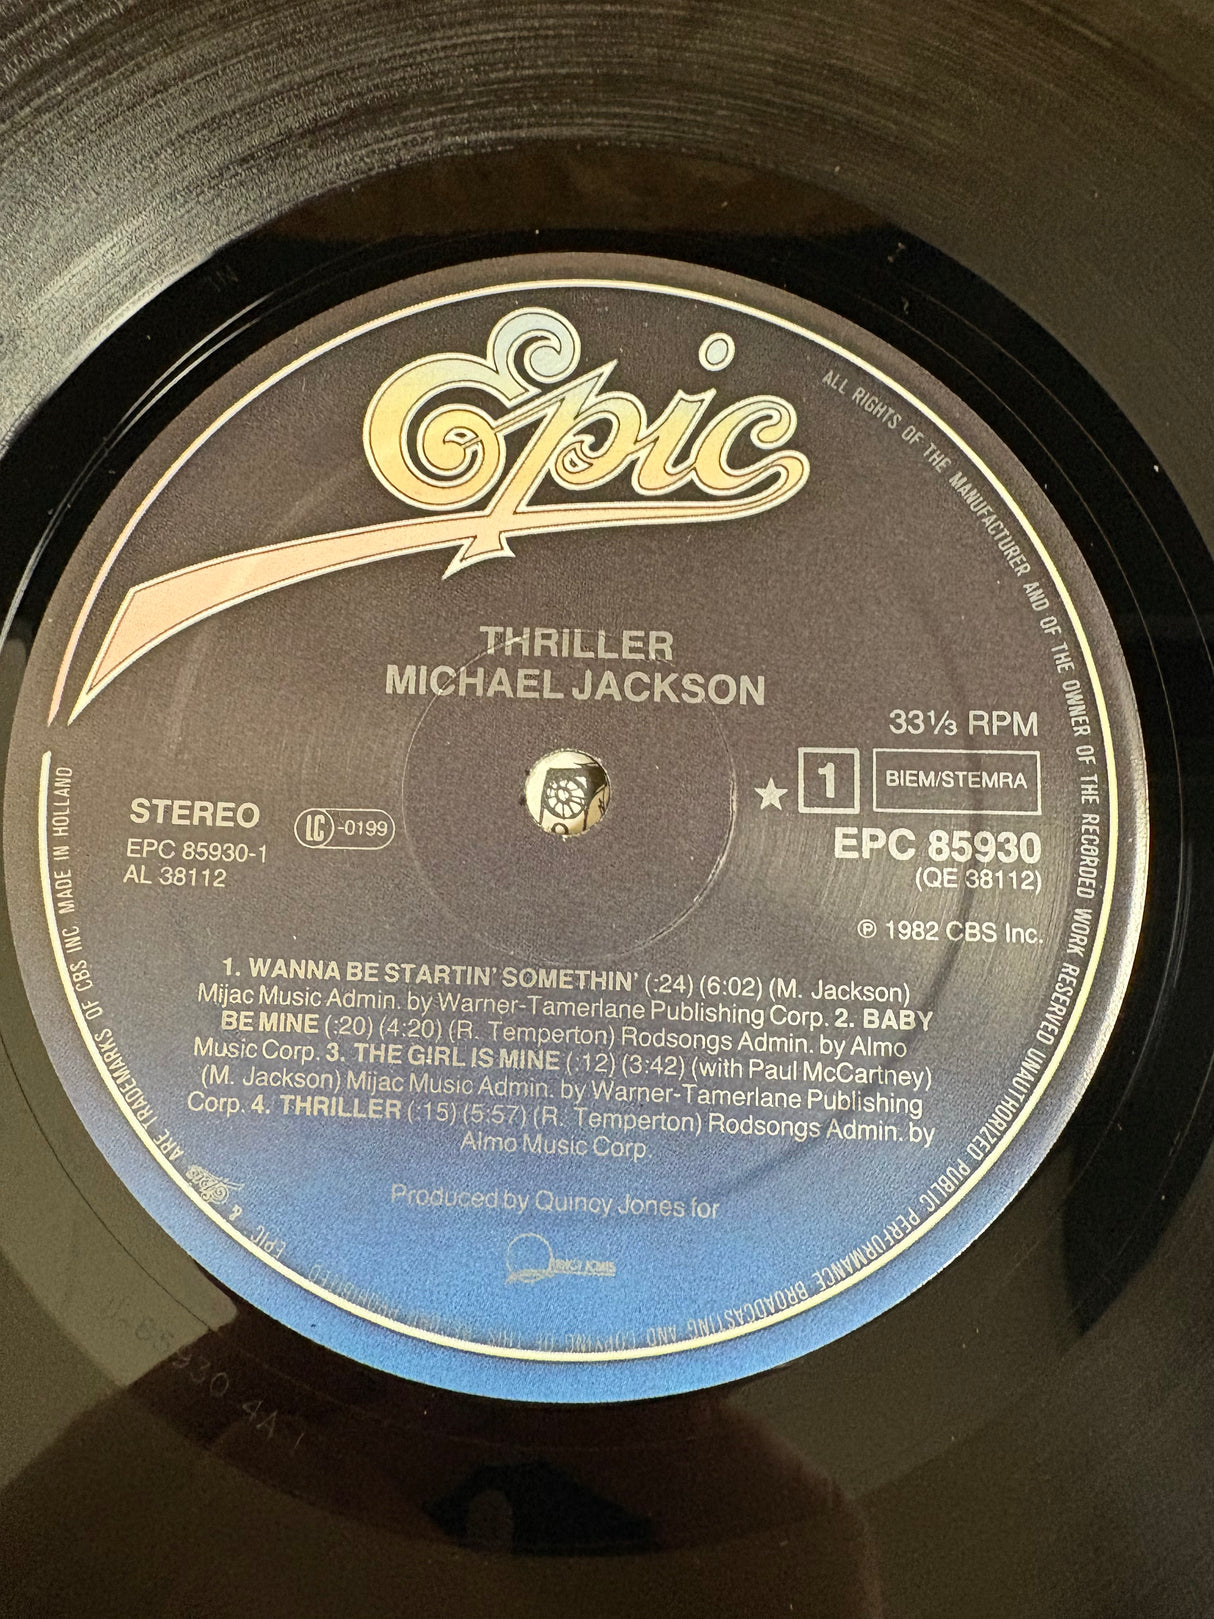 Epic
THRILLER
MICHAEL JACKSON
33⅓ RPM
1
BIEM/STEMRA
STEREO
LC-0199
EPC 85930-1
AL 38112
EPC 85930
(QE 38112)
℗ 1982 CBS Inc.
1. WANNA BE STARTIN' SOMETHIN' (:24) (6:02) (M. Jackson)
Mijac Music Admin. by Warner-Tamerlane Publishing Corp. 2. BABY
BE MINE (:20) (4:20) (R. Temperton) Rodsongs Admin. by Almo
Music Corp. 3. THE GIRL IS MINE (:12) (3:42) (with Paul McCartney)
(M. Jackson) Mijac Music Admin. by Warner-Tamerlane Publishing
Corp. 4. THRILLER (:15) (5:57) (R. Temperton) Rodsongs Admin. by
Almo Music Corp.
Produced by Quincy Jones for
QUINCY JONES
ALL RIGHTS OF THE MANUFACTURER AND OF THE OWNER OF THE RECORDED WORK RESERVED UNAUTHORIZED PUBLIC PERFORMANCE BROADCASTING AND COPYING OF THIS
EPIC & Epic ARE TRADEMARKS OF CBS INC. MADE IN HOLLAND
4A 1